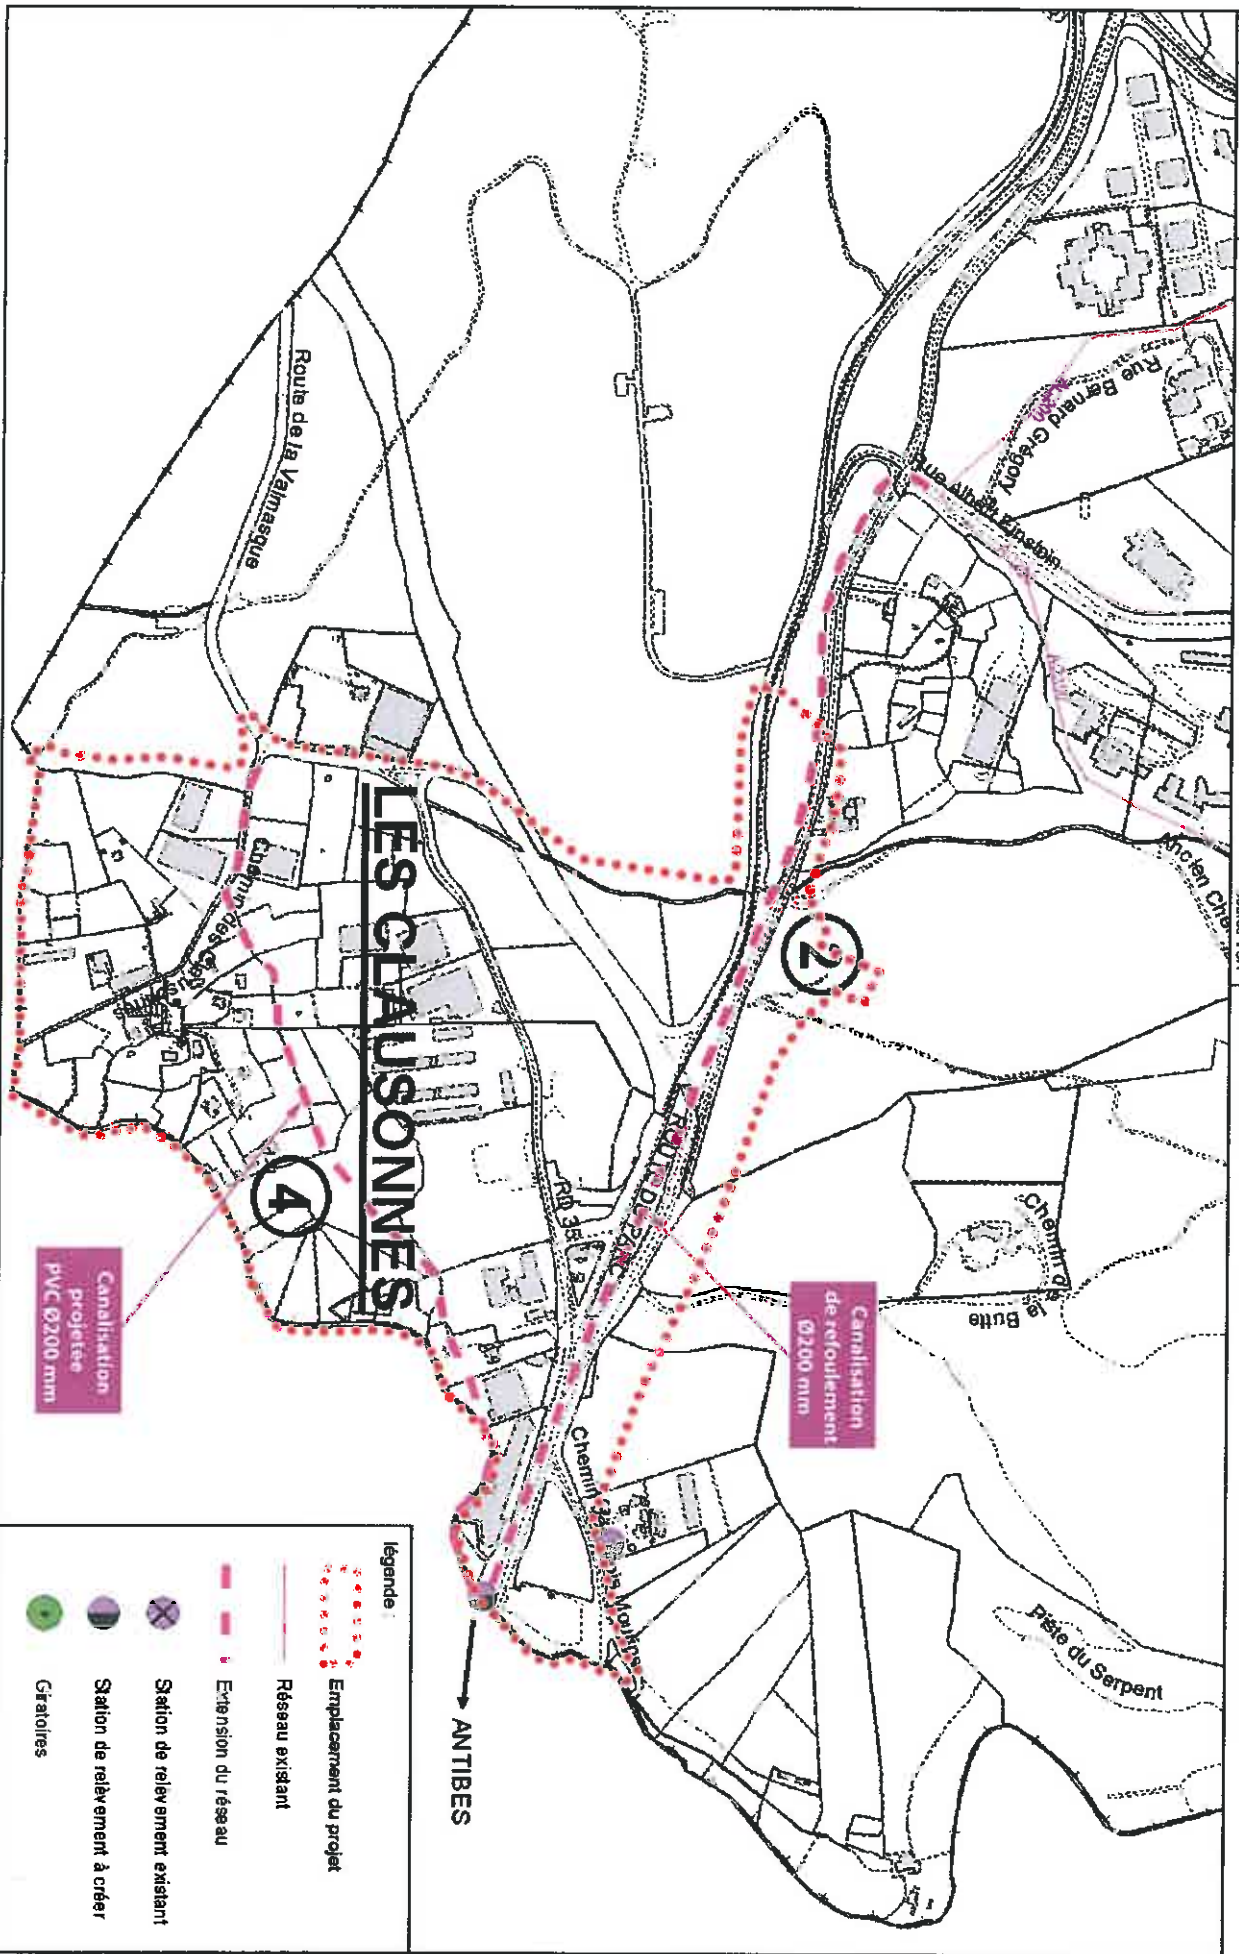 Rue Bernard Grégory
Rue Albert Einstein
Ancien Che
Route de la Valmasque
Chemin des Clausonnes
LES CLAUSONNES
2
4
ROUT DU PARC
RD 35
Chemin de
la Butte
Canalisation
de refoulement
Ø200 mm
Canalisation
projetée
PVC Ø200 mm
Chemin
Moulins
Piste du Serpent
ANTIBES
légende :
Emplacement du projet
Réseau existant
Extension du réseau
Station de relèvement existant
Station de relèvement à créer
Giratoires